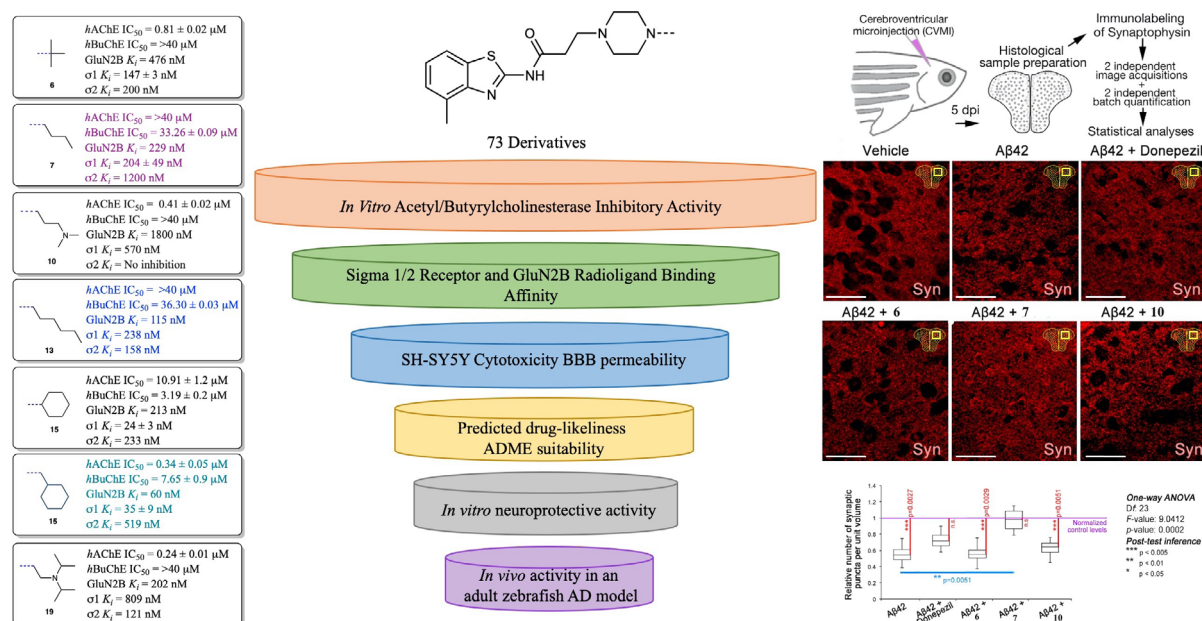 hAChE IC50 = 0.81 ± 0.02 µM
hBuChE IC50 = >40 µM
GluN2B Ki = 476 nM
σ1 Ki = 147 ± 3 nM
σ2 Ki = 200 nM
6
hAChE IC50 = >40 µM
hBuChE IC50 = 33.26 ± 0.09 µM
GluN2B Ki = 229 nM
σ1 Ki = 204 ± 49 nM
σ2 Ki = 1200 nM
7
hAChE IC50 = 0.41 ± 0.02 µM
hBuChE IC50 = >40 µM
GluN2B Ki = 1800 nM
σ1 Ki = 570 nM
σ2 Ki = No inhibition
N
10
hAChE IC50 = >40 µM
hBuChE IC50 = 36.30 ± 0.03 µM
GluN2B Ki = 115 nM
σ1 Ki = 238 nM
σ2 Ki = 158 nM
13
hAChE IC50 = 10.91 ± 1.2 µM
hBuChE IC50 = 3.19 ± 0.2 µM
GluN2B Ki = 213 nM
σ1 Ki = 24 ± 3 nM
σ2 Ki = 233 nM
15
hAChE IC50 = 0.34 ± 0.05 µM
hBuChE IC50 = 7.65 ± 0.9 µM
GluN2B Ki = 60 nM
σ1 Ki = 35 ± 9 nM
σ2 Ki = 519 nM
15
hAChE IC50 = 0.24 ± 0.01 µM
hBuChE IC50 = >40 µM
GluN2B Ki = 202 nM
σ1 Ki = 809 nM
σ2 Ki = 121 nM
N
19
O
N
N
S
NH
N
73 Derivatives
In Vitro Acetyl/Butyrylcholinesterase Inhibitory Activity
Sigma 1/2 Receptor and GluN2B Radioligand Binding
Affinity
SH-SY5Y Cytotoxicity BBB permeability
Predicted drug-likeliness
ADME suitability
In vitro neuroprotective activity
In vivo activity in an
adult zebrafish AD model
Cerebroventricular
microinjection (CVMI)
Histological
sample preparation
5 dpi
Immunolabeling
of Synaptophysin
2 independent
image acquisitions
+
2 independent
batch quantification
Statistical analyses
Vehicle
Aβ42
Aβ42 + Donepezil
Syn
Syn
Syn
Aβ42 + 6
Aβ42 + 7
Aβ42 + 10
Syn
Syn
Syn
Relative number of synaptic
puncta per unit volume
1.4
1.2
1
0.8
0.6
0.4
0.2
0
*** p=0.0027
n.s.
*** p=0.0029
n.s.
*** p=0.0051
Normalized
control levels
** p=0.0051
Aβ42
Aβ42 +
Donepezil
Aβ42 +
6
Aβ42 +
7
Aβ42 +
10
One-way ANOVA
Df: 23
F-value: 9.0412
p-value: 0.0002
Post-test inference
*** p < 0.005
** p < 0.01
* p < 0.05